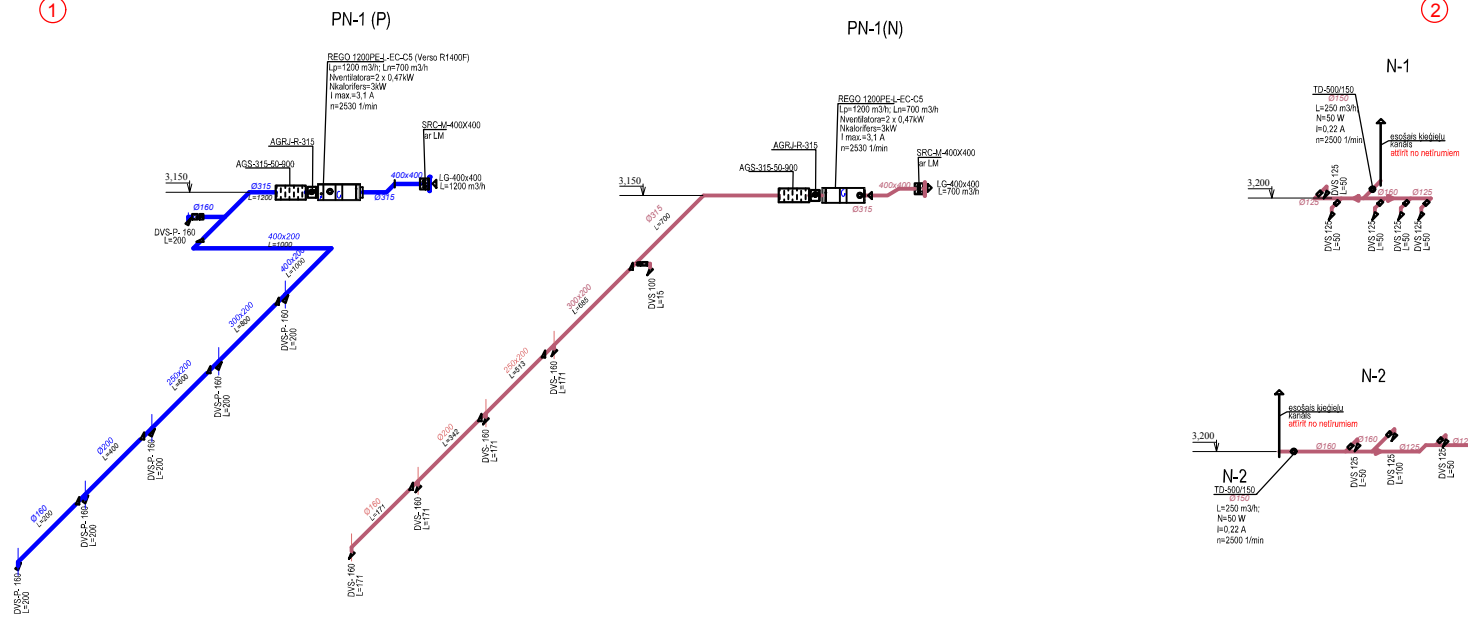 1
PN-1 (P)
REGO 1200PE-L-EC-C5 (Verso R1400F)
Lp=1200 m3/h; Ln=700 m3/h
Nventilatora=2 x 0,47kW
Nkalorifers=3kW
I max.=3,1 A
n=2530 1/min
SRC-M-400X400
ar LM
AGRJ-R-315
AGS-315-50-900
3,150
Ø315
L=1200
400x400
Ø315
LG-400x400
L=1200 m3/h
Ø160
DVS-P- 160
L=200
400x200
L=1000
400x200
L=1000
DVS-P- 160
L=200
300x200
L=800
DVS-P- 160
L=200
250x200
L=600
DVS-P- 160
L=200
Ø200
L=400
DVS-P- 160
L=200
Ø160
L=200
DVS-P- 160
L=200
PN-1(N)
REGO 1200PE-L-EC-C5
Lp=1200 m3/h; Ln=700 m3/h
Nventilatora=2 x 0,47kW
Nkalorifers=3kW
I max.=3,1 A
n=2530 1/min
SRC-M-400X400
ar LM
AGRJ-R-315
AGS-315-50-900
3,150
400x400
Ø315
LG-400x400
L=700 m3/h
Ø315
L=700
DVS 100
L=15
300x200
L=685
DVS- 160
L=171
250x200
L=513
DVS- 160
L=171
Ø200
L=342
DVS- 160
L=171
Ø160
L=171
DVS- 160
L=171
2
N-1
TD-500/150
Ø150
L=250 m3/h
N=50 W
I=0,22 A
n=2500 1/min
esošais ķieģieļu
kanāls
attīrīt no netīrumiem
3,200
Ø125
DVS 125
L=50
Ø160
Ø125
DVS 125
L=50
DVS 125
L=50
DVS 125
L=50
DVS 125
L=50
N-2
esošais ķieģieļu
kanāls
attīrīt no netīrumiem
3,200
Ø160
Ø160
Ø125
DVS 125
L=50
DVS 125
L=100
DVS 125
L=50
N-2
TD-500/150
Ø150
L=250 m3/h;
N=50 W
I=0,22 A
n=2500 1/min